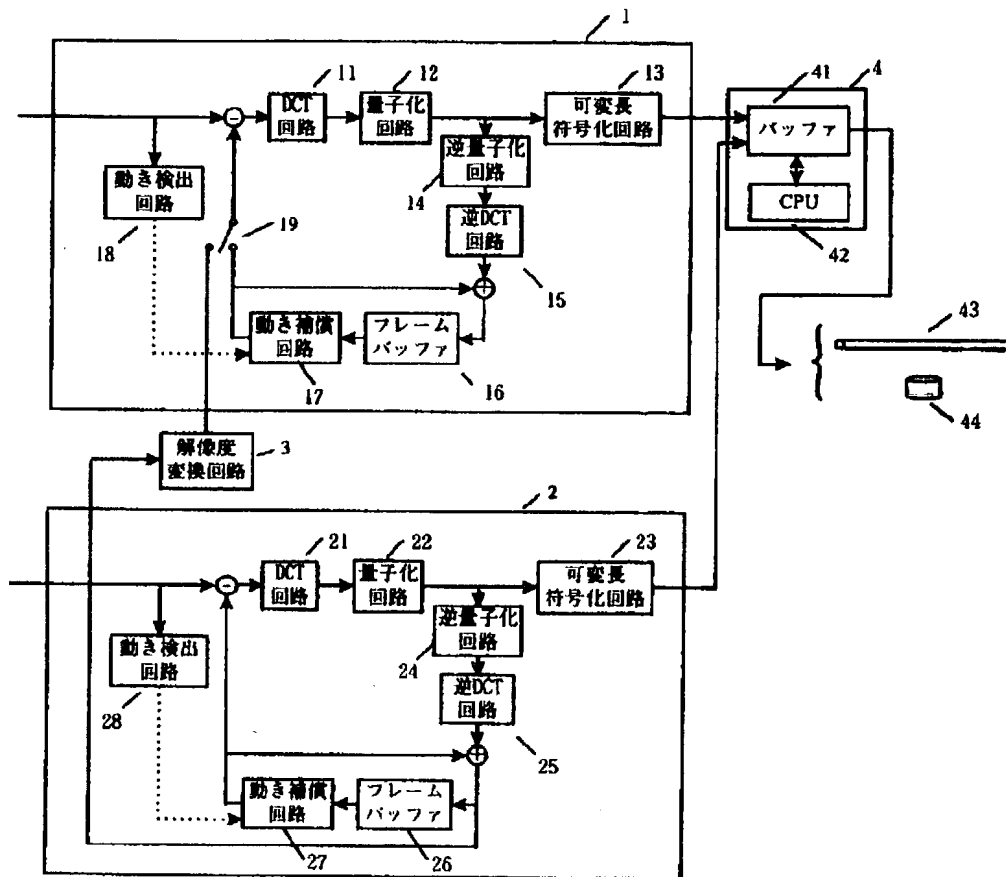 1
11
12
13
DCT
回路
量子化
回路
可変長
符号化回路
41
4
バッファ
CPU
42
動き検出
回路
18
19
逆量子化
回路
14
逆DCT
回路
15
動き補償
回路
17
フレーム
バッファ
16
43
44
解像度
変換回路
3
2
21
22
23
DCT
回路
量子化
回路
可変長
符号化回路
動き検出
回路
28
逆量子化
回路
24
逆DCT
回路
25
動き補償
回路
27
フレーム
バッファ
26